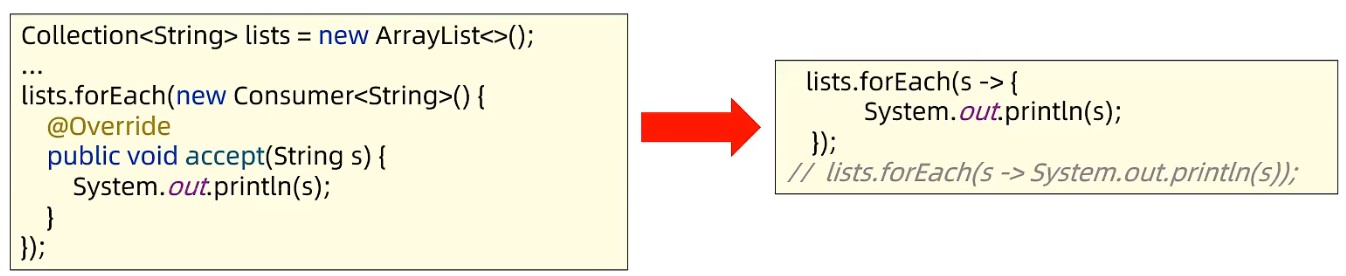 Collection<String> lists = new ArrayList<>();
...
lists.forEach(new Consumer<String>() {
@Override
public void accept(String s) {
System.out.println(s);
}
});
lists.forEach(s -> {
System.out.println(s);
});
// lists.forEach(s -> System.out.println(s));